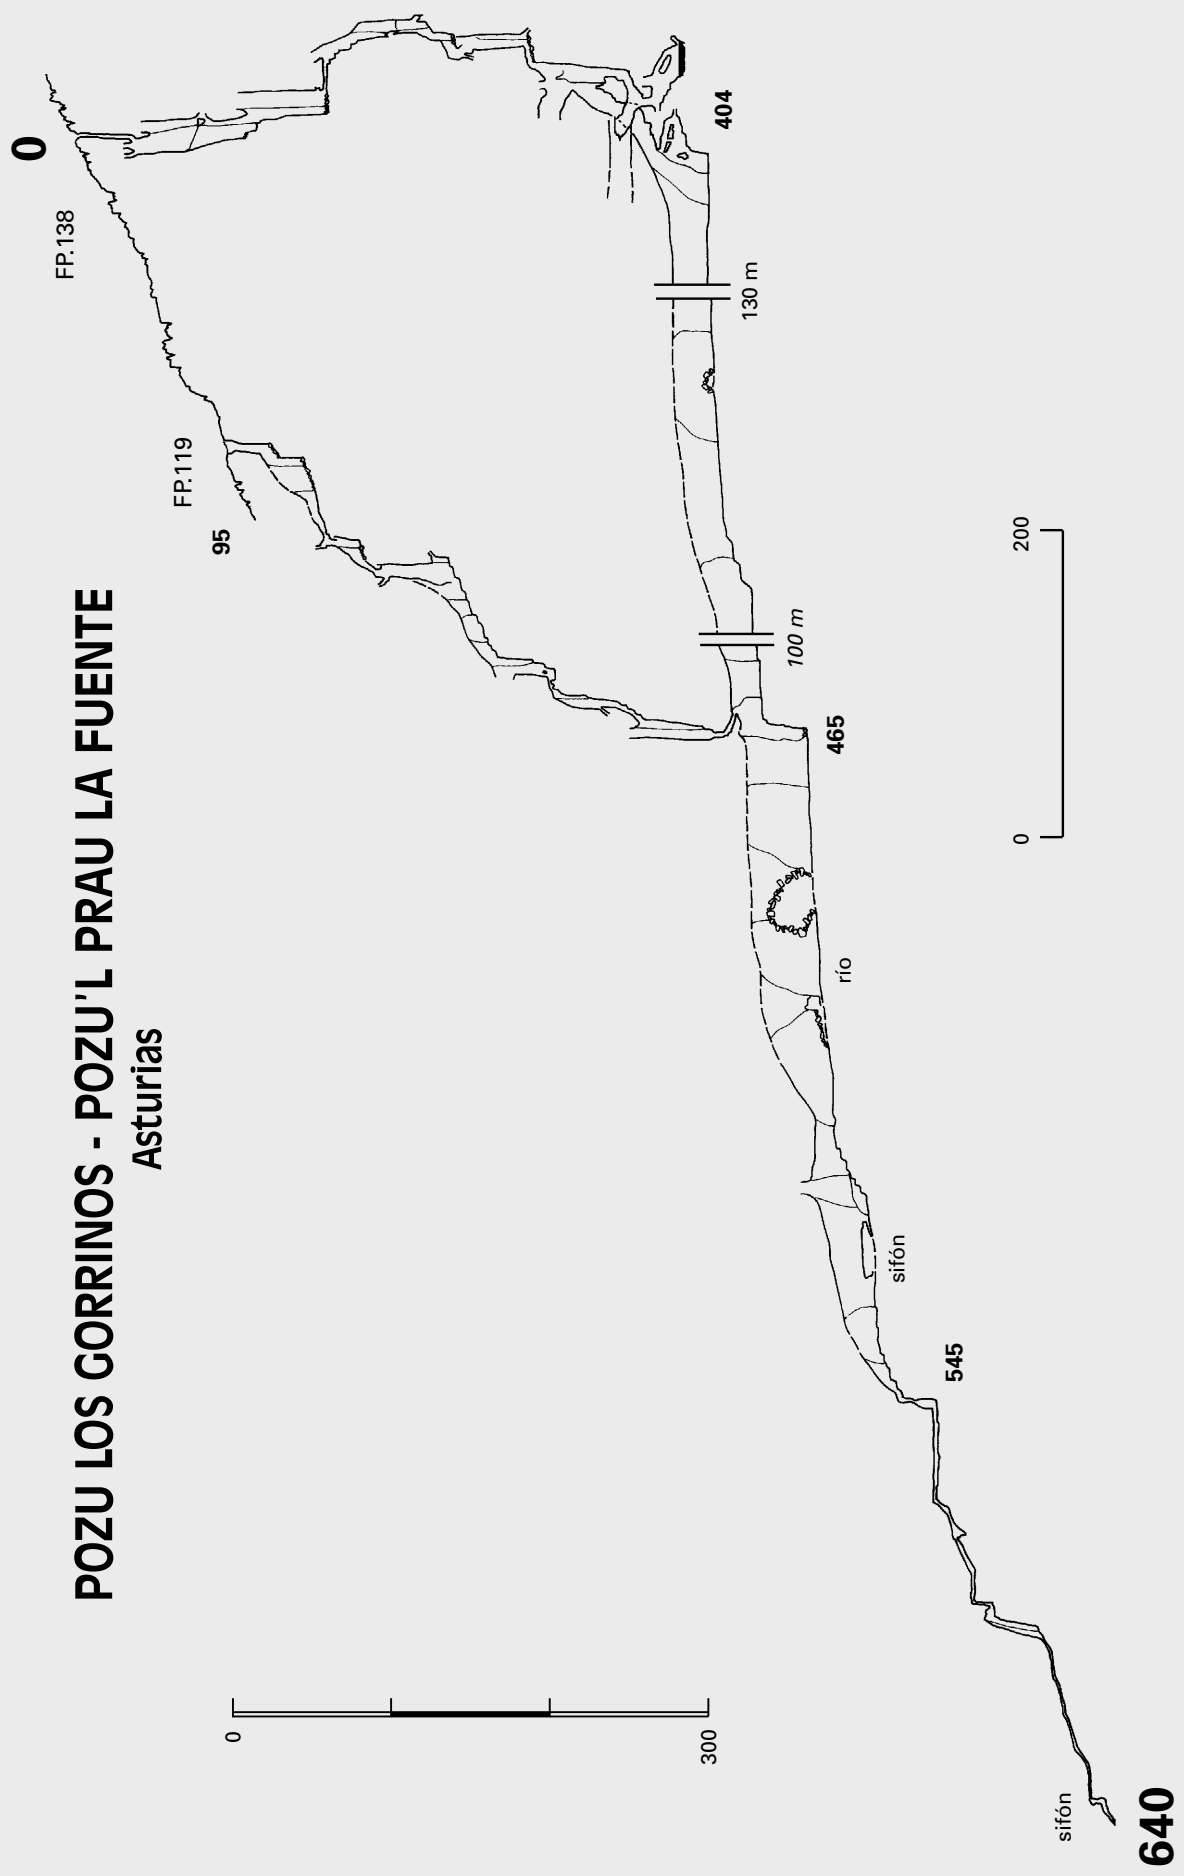 POZU LOS GORRINOS - POZU'L PRAU LA FUENTE
Asturias
0
FP.138
FP.119
95
404
130 m
100 m
465
río
sifón
545
sifón
640
0
300
0
200